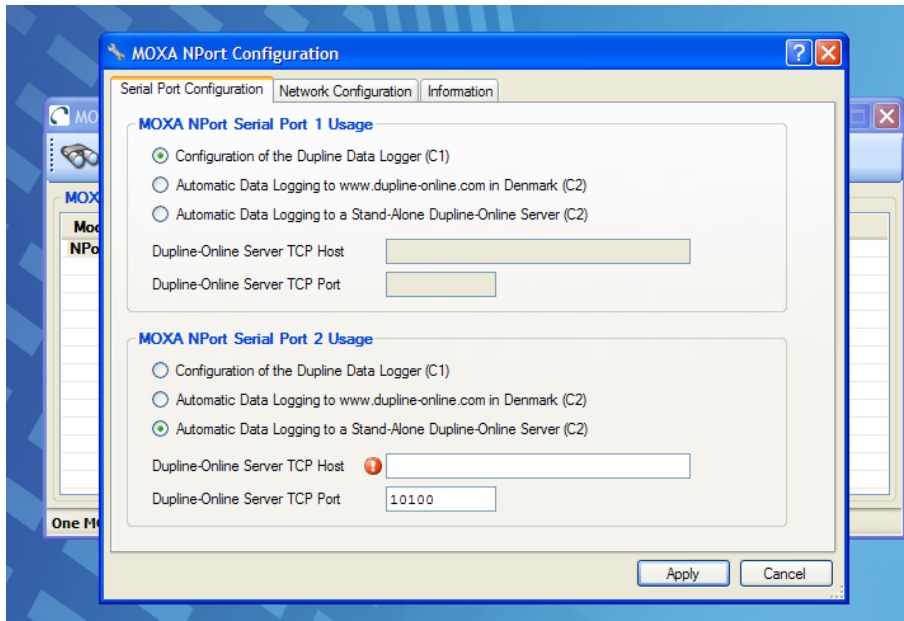 MOXA NPort Configuration
Serial Port Configuration
Network Configuration
Information
MOXA NPort Serial Port 1 Usage
Configuration of the Dupline Data Logger (C1)
Automatic Data Logging to www.dupline-online.com in Denmark (C2)
Automatic Data Logging to a Stand-Alone Dupline-Online Server (C2)
Dupline-Online Server TCP Host
Dupline-Online Server TCP Port
MOXA NPort Serial Port 2 Usage
Configuration of the Dupline Data Logger (C1)
Automatic Data Logging to www.dupline-online.com in Denmark (C2)
Automatic Data Logging to a Stand-Alone Dupline-Online Server (C2)
Dupline-Online Server TCP Host
Dupline-Online Server TCP Port
10100
Apply
Cancel
MO
MOX
Mod
NPo
One M